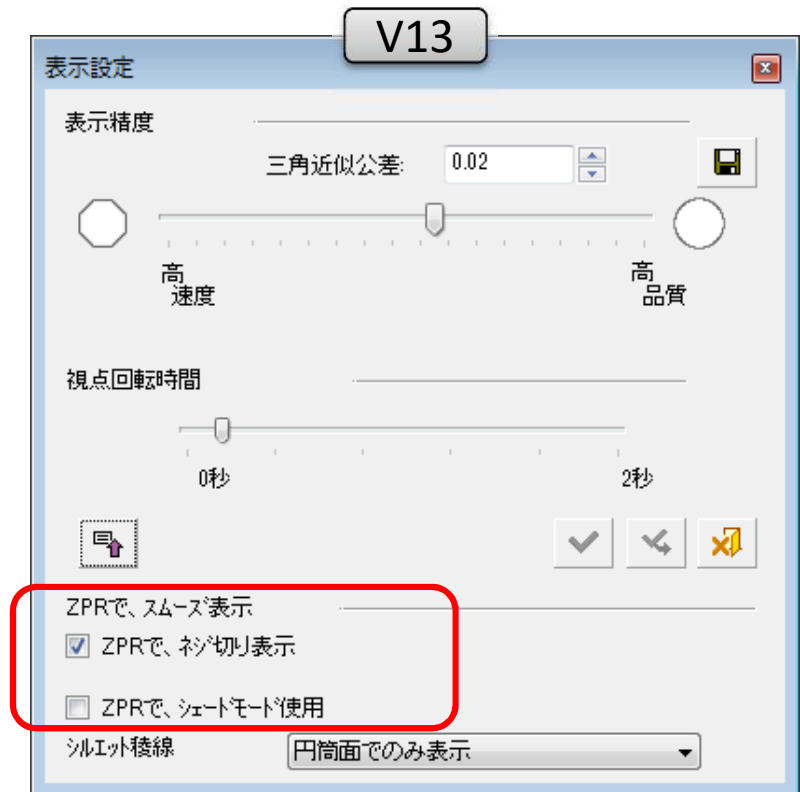 V13
表示設定
表示精度
三角近似公差:
0.02
高
速度
高
品質
視点回転時間
0秒
2秒
ZPRで、スムーズ表示
ZPRで、ネジ切り表示
ZPRで、シェードモード使用
シルエット稜線
円筒面でのみ表示